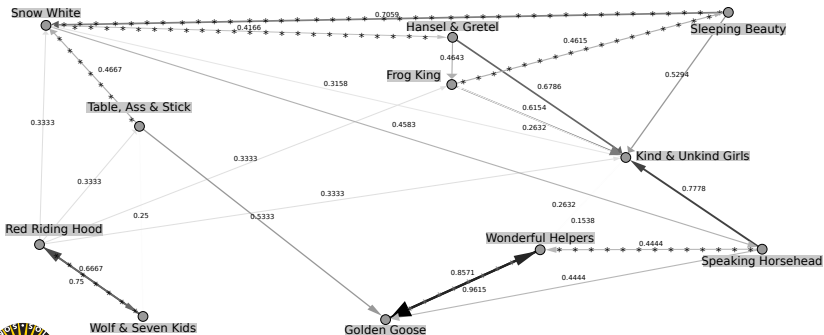 Snow White
0.7059
Sleeping Beauty
0.4166
Hansel & Gretel
0.4615
0.4643
Frog King
0.4667
0.5294
0.3158
0.6786
Table, Ass & Stick
0.6154
0.3333
0.4583
0.2632
Kind & Unkind Girls
0.3333
0.3333
0.3333
0.7778
0.25
0.5333
0.2632
0.1538
Red Riding Hood
Wonderful Helpers
0.4444
Speaking Horsehead
0.6667
0.75
0.8571
0.4444
0.9615
Wolf & Seven Kids
Golden Goose